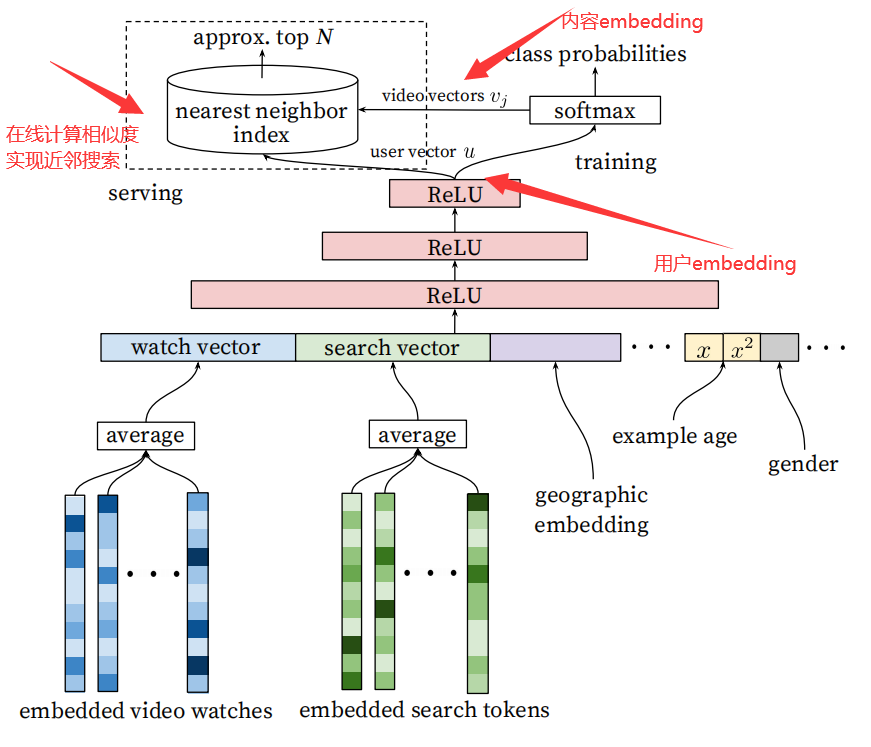 内容embedding
approx. top N
class probabilities
video vectors vⱼ
softmax
nearest neighbor
index
在线计算相似度
实现近邻搜索
user vector u
training
serving
ReLU
ReLU
用户embedding
ReLU
watch vector
search vector
• • •
x
x²
• • •
average
average
example age
gender
geographic
embedding
• • •
• • •
embedded video watches
embedded search tokens